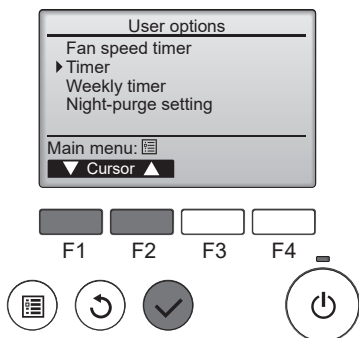 User options
Fan speed timer
Timer
Weekly timer
Night-purge setting
Main menu:
Cursor
F1 F2 F3 F4